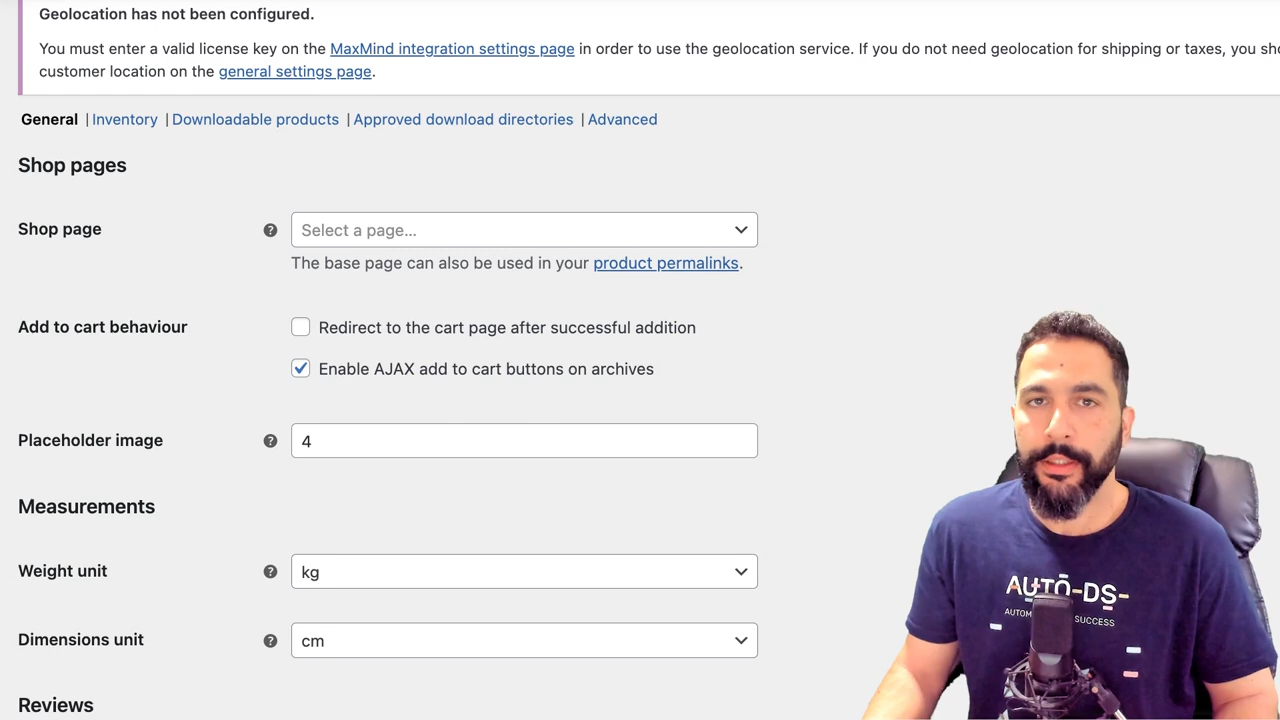 Geolocation has not been configured.
You must enter a valid license key on the MaxMind integration settings page in order to use the geolocation service. If you do not need geolocation for shipping or taxes, you
customer location on the general settings page.
General | Inventory | Downloadable products | Approved download directories | Advanced
Shop pages
Shop page
Select a page...
The base page can also be used in your product permalinks.
Add to cart behaviour
Redirect to the cart page after successful addition
Enable AJAX add to cart buttons on archives
Placeholder image
4
Measurements
Weight unit
kg
Dimensions unit
cm
Reviews
AUTO-DS-
SUCCESS